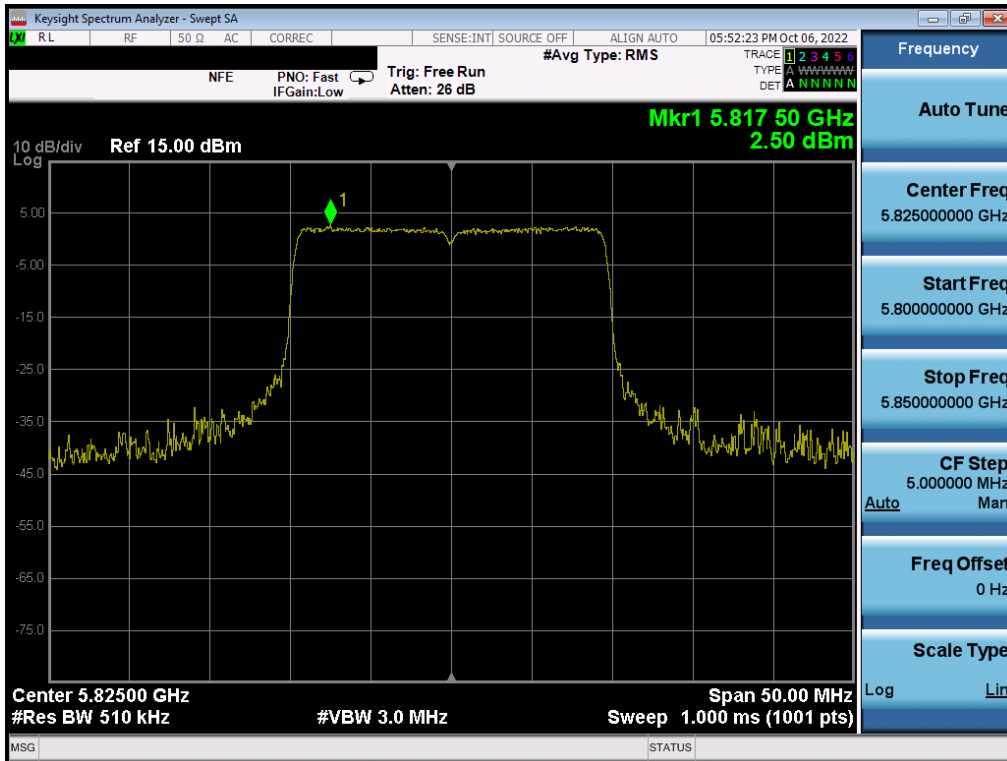 Keysight Spectrum Analyzer - Swept SA
LXI RL RF 50 Ω AC CORREC SENSE:INT SOURCE OFF ALIGN AUTO 05:52:23 PM Oct 06, 2022
NFE PNO: Fast Trig: Free Run #Avg Type: RMS TRACE 1 2 3 4 5 6
IFGain:Low Atten: 26 dB TYPE A WWWWW
DET A N N N N N
Mkr1 5.817 50 GHz
2.50 dBm
10 dB/div Ref 15.00 dBm
Log
1
5.00
-5.00
-15.0
-25.0
-35.0
-45.0
-55.0
-65.0
-75.0
Center 5.82500 GHz Span 50.00 MHz
#Res BW 510 kHz #VBW 3.0 MHz Sweep 1.000 ms (1001 pts)
MSG STATUS
Frequency
Auto Tune
Center Freq
5.825000000 GHz
Start Freq
5.800000000 GHz
Stop Freq
5.850000000 GHz
CF Step
5.000000 MHz
Auto Man
Freq Offset
0 Hz
Scale Type
Log Lin